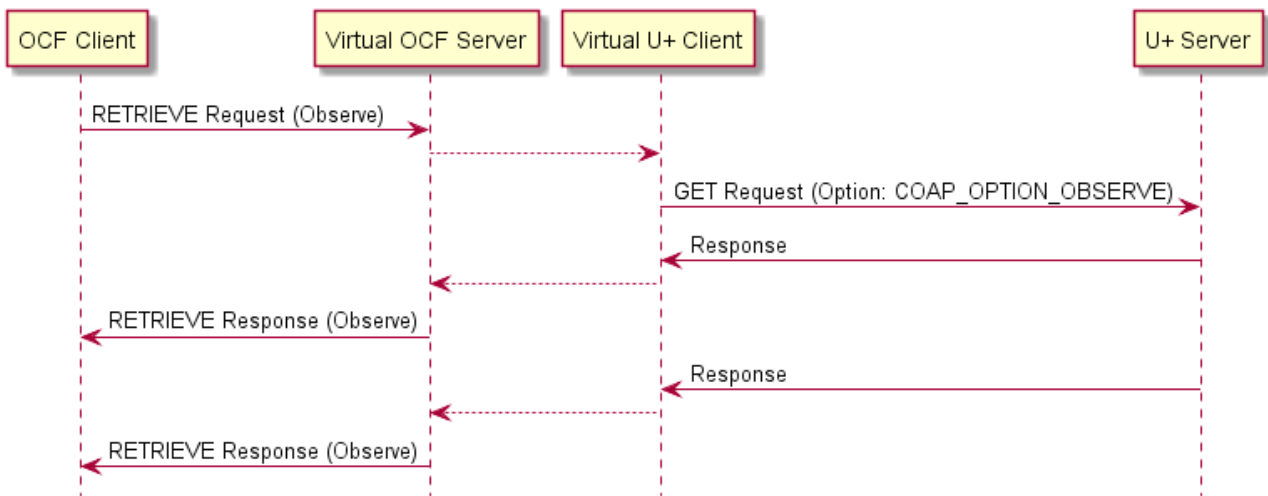 OCF Client
Virtual OCF Server
Virtual U+ Client
U+ Server
RETRIEVE Request (Observe)
GET Request (Option: COAP_OPTION_OBSERVE)
Response
RETRIEVE Response (Observe)
Response
RETRIEVE Response (Observe)